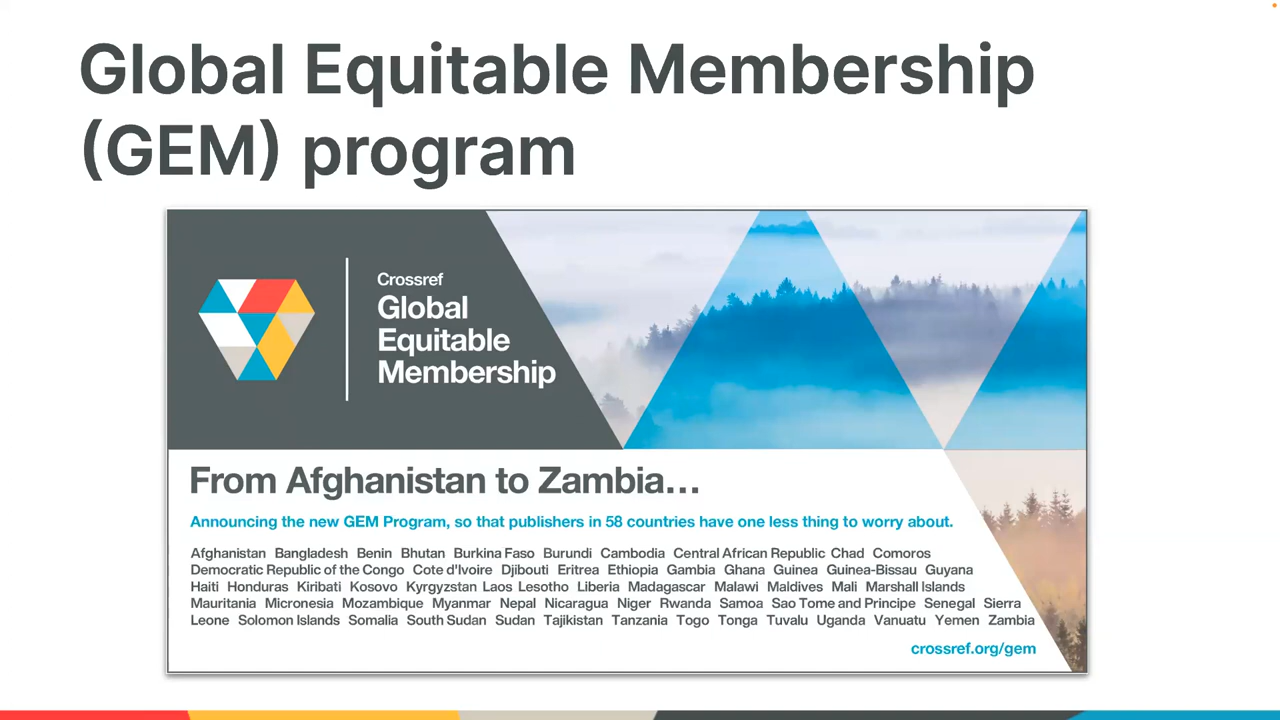 Global Equitable Membership
(GEM) program
Crossref
Global
Equitable
Membership
From Afghanistan to Zambia...
Announcing the new GEM Program, so that publishers in 58 countries have one less thing to worry about.
Afghanistan Bangladesh Benin Bhutan Burkina Faso Burundi Cambodia Central African Republic Chad Comoros
Democratic Republic of the Congo Cote d'Ivoire Djibouti Eritrea Ethiopia Gambia Ghana Guinea Guinea-Bissau Guyana
Haiti Honduras Kiribati Kosovo Kyrgyzstan Laos Lesotho Liberia Madagascar Malawi Maldives Mali Marshall Islands
Mauritania Micronesia Mozambique Myanmar Nepal Nicaragua Niger Rwanda Samoa Sao Tome and Principe Senegal Sierra
Leone Solomon Islands Somalia South Sudan Sudan Tajikistan Tanzania Togo Tonga Tuvalu Uganda Vanuatu Yemen Zambia
crossref.org/gem